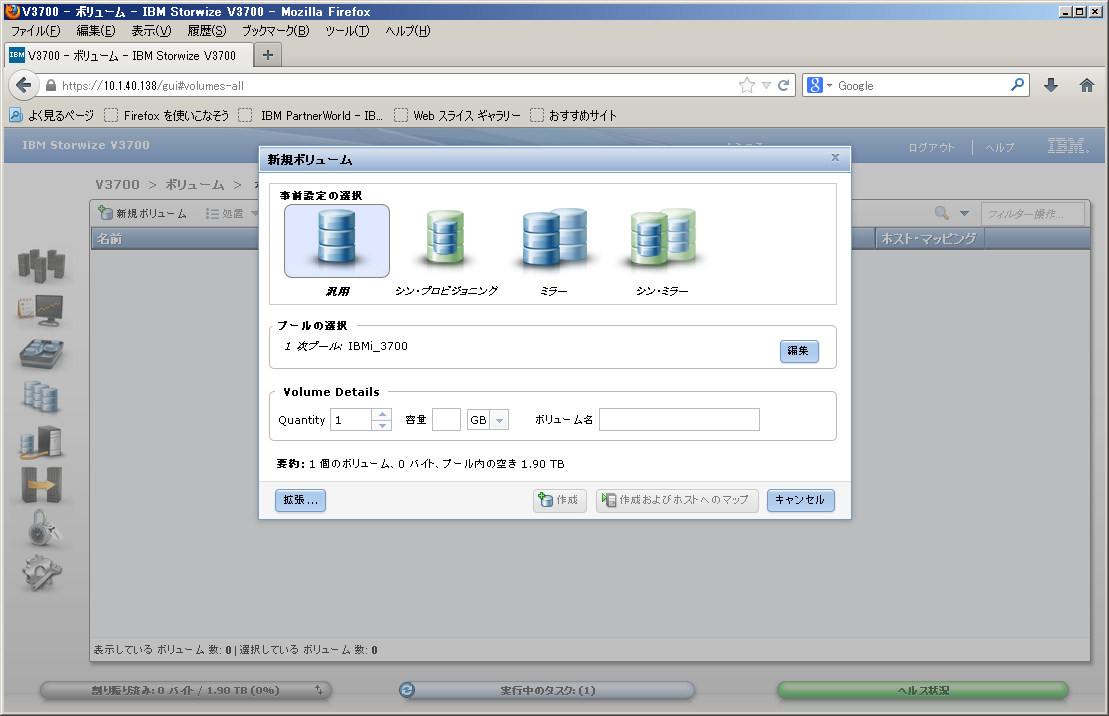 V3700 - ボリューム - IBM Storwize V3700 - Mozilla Firefox
ファイル(F) 編集(E) 表示(V) 履歴(S) ブックマーク(B) ツール(T) ヘルプ(H)
IBM V3700 - ボリューム - IBM Storwize V3700 +
https://10.1.40.138/gui#volumes-all 8 Google
よく見るページ Firefox を使いこなそう IBM PartnerWorld - IB... Web スライス ギャラリー おすすめサイト
IBM Storwize V3700 ログアウト | ヘルプ IBM.
V3700 > ボリューム >
新規ボリューム 処置 フィルター操作...
名前 ホスト・マッピング
新規ボリューム x
事前設定の選択
汎用 シン・プロビジョニング ミラー シン・ミラー
プールの選択
1 次プール: IBMi_3700 編集
Volume Details
Quantity 1 容量 GB ボリューム名
要約: 1 個のボリューム、0 バイト、プール内の空き 1.90 TB
拡張... 作成 作成およびホストへのマップ キャンセル
表示している ボリューム 数: 0 | 選択している ボリューム 数: 0
割り振り済み: 0 バイト / 1.90 TB (0%) 実行中のタスク: (1) ヘルス状況